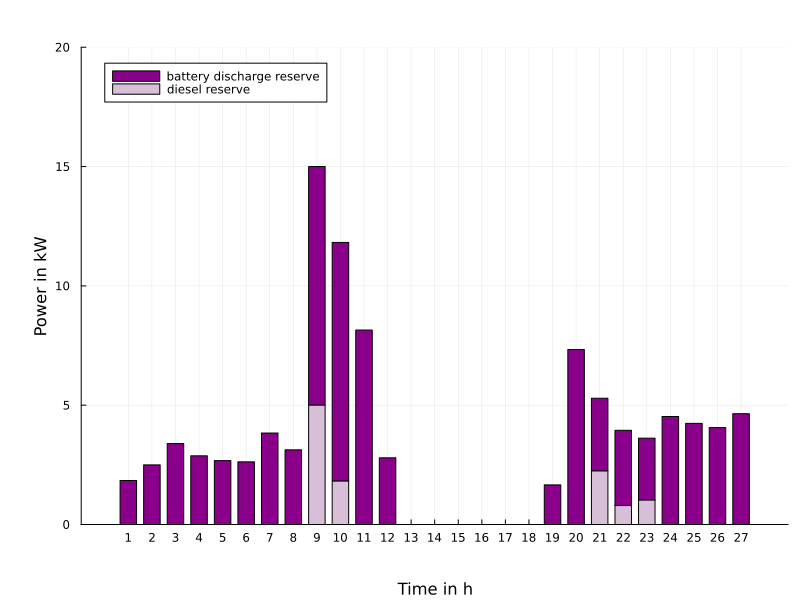 20
battery discharge reserve
diesel reserve
15
10
5
0
Power in kW
1 2 3 4 5 6 7 8 9 10 11 12 13 14 15 16 17 18 19 20 21 22 23 24 25 26 27
Time in h